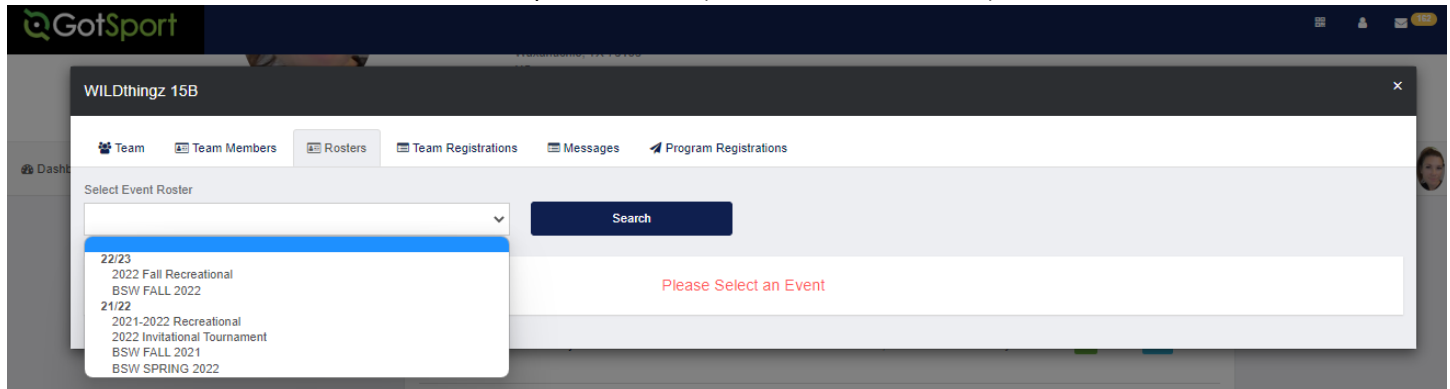 GotSport
162
WILDthingz 15B
×
Team Team Members Rosters Team Registrations Messages Program Registrations
Dashb
Select Event Roster
Search
22/23
2022 Fall Recreational
BSW FALL 2022
21/22
2021-2022 Recreational
2022 Invitational Tournament
BSW FALL 2021
BSW SPRING 2022
Please Select an Event